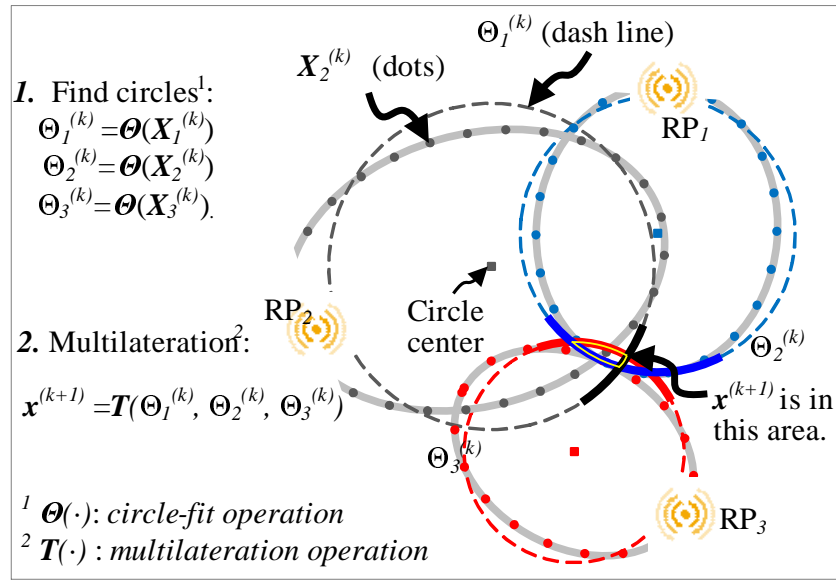 Θ₁⁽ᵏ⁾ (dash line)
X₂⁽ᵏ⁾ (dots)
1. Find circles¹:
Θ₁⁽ᵏ⁾ =Θ(X₁⁽ᵏ⁾)
Θ₂⁽ᵏ⁾ =Θ(X₂⁽ᵏ⁾)
Θ₃⁽ᵏ⁾=Θ(X₃⁽ᵏ⁾).
RP₁
RP₂
Circle
center
2. Multilateration²:
Θ₂⁽ᵏ⁾
x⁽ᵏ⁺¹⁾ =T(Θ₁⁽ᵏ⁾, Θ₂⁽ᵏ⁾, Θ₃⁽ᵏ⁾)
x⁽ᵏ⁺¹⁾ is in
this area.
Θ₃⁽ᵏ⁾
RP₃
¹ Θ(·): circle-fit operation
² T(·) : multilateration operation